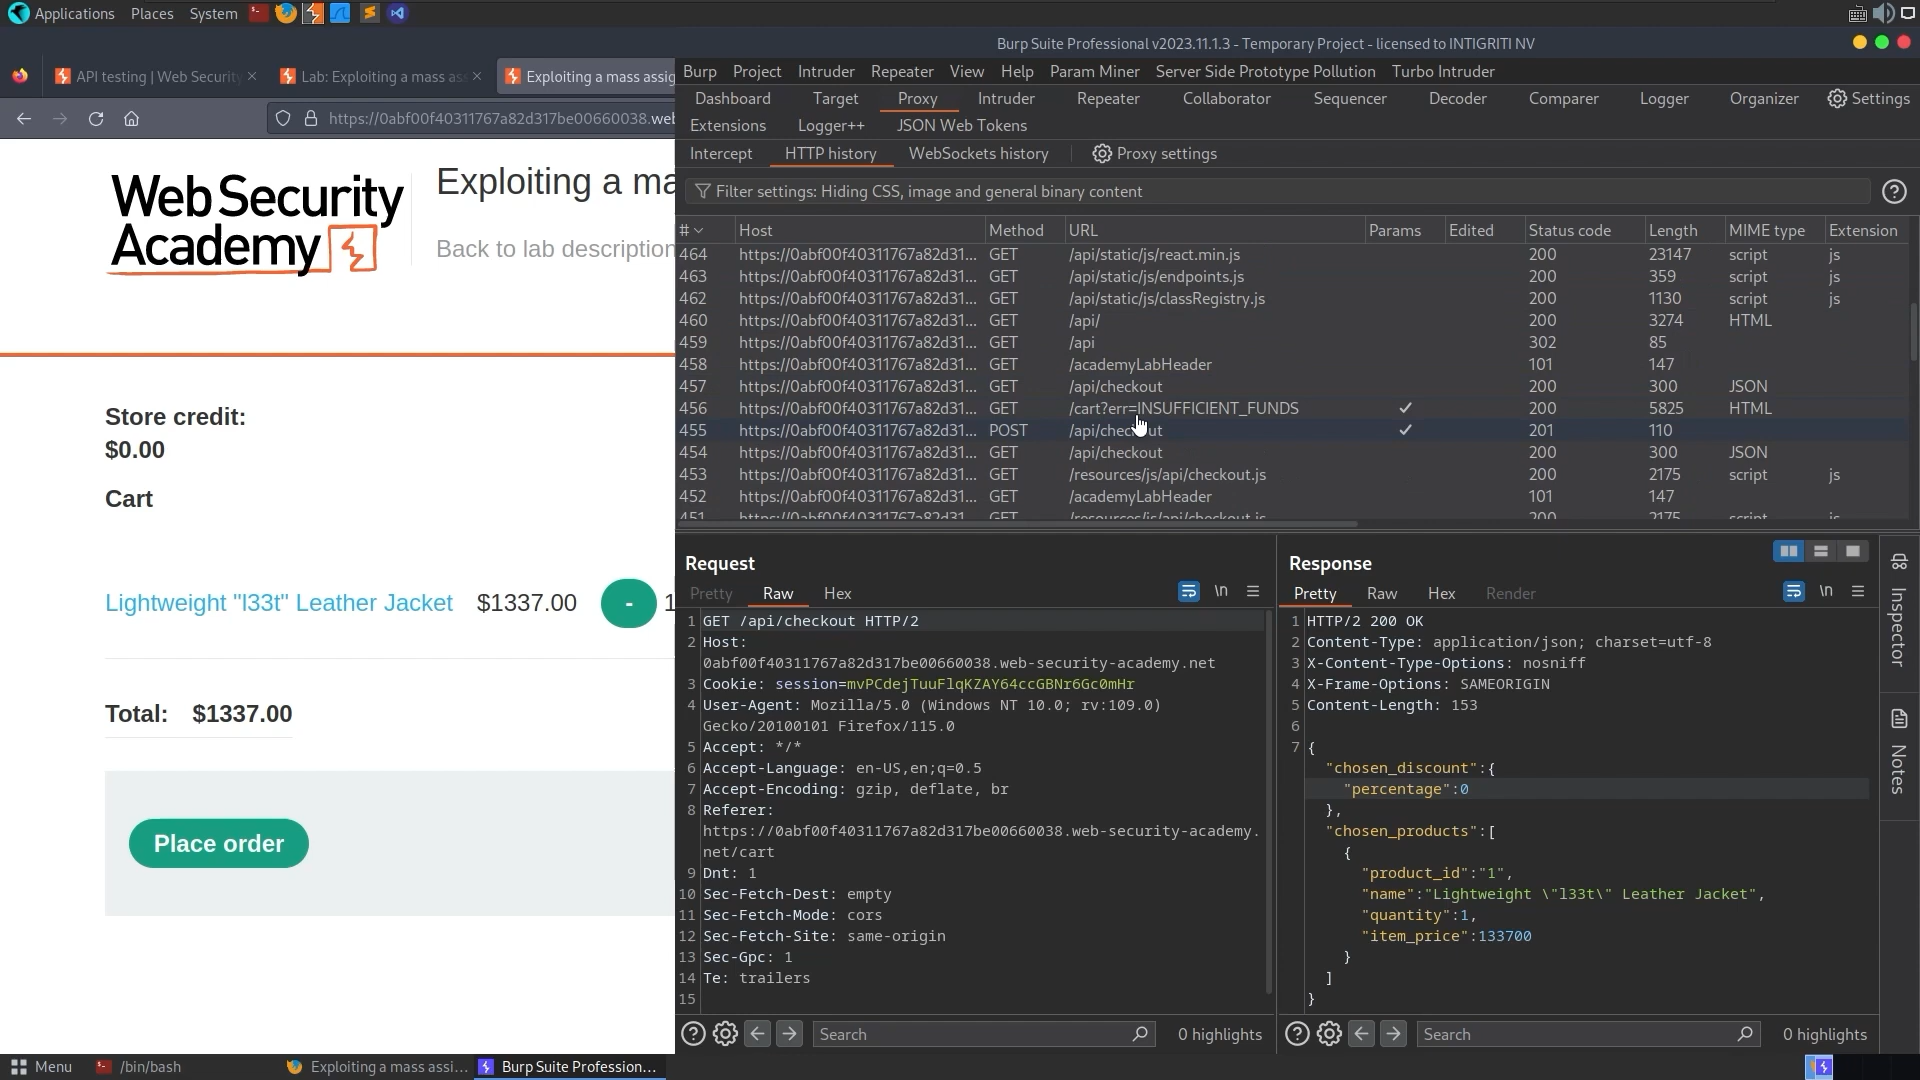 Applications Places System
Burp Suite Professional v2023.11.1.3 - Temporary Project - licensed to INTIGRITI NV
API testing | Web Security
Lab: Exploiting a mass as
Exploiting a mass assig
https://0abf00f40311767a82d317be00660038.web
Burp Project Intruder Repeater View Help Param Miner Server Side Prototype Pollution Turbo Intruder
Dashboard Target Proxy Intruder Repeater Collaborator Sequencer Decoder Comparer Logger Organizer Settings
Extensions Logger++ JSON Web Tokens
Intercept HTTP history WebSockets history Proxy settings
Filter settings: Hiding CSS, image and general binary content
Web Security
Academy
Exploiting a ma
Back to lab description
Store credit:
$0.00
Cart
Lightweight "l33t" Leather Jacket $1337.00 - 1
Total: $1337.00
Place order
# Host Method URL Params Edited Status code Length MIME type Extension
464 https://0abf00f40311767a82d31... GET /api/static/js/react.min.js 200 23147 script js
463 https://0abf00f40311767a82d31... GET /api/static/js/endpoints.js 200 359 script js
462 https://0abf00f40311767a82d31... GET /api/static/js/classRegistry.js 200 1130 script js
460 https://0abf00f40311767a82d31... GET /api/ 200 3274 HTML
459 https://0abf00f40311767a82d31... GET /api 302 85
458 https://0abf00f40311767a82d31... GET /academyLabHeader 101 147
457 https://0abf00f40311767a82d31... GET /api/checkout 200 300 JSON
456 https://0abf00f40311767a82d31... GET /cart?err=INSUFFICIENT_FUNDS ✓ 200 5825 HTML
455 https://0abf00f40311767a82d31... POST /api/checkout ✓ 201 110
454 https://0abf00f40311767a82d31... GET /api/checkout 200 300 JSON
453 https://0abf00f40311767a82d31... GET /resources/js/api/checkout.js 200 2175 script js
452 https://0abf00f40311767a82d31... GET /academyLabHeader 101 147
451 https://0abf00f40311767a82d31... GET /resources/js/api/checkout.js 200 2175 script js
Request
Pretty Raw Hex \n
1 GET /api/checkout HTTP/2
2 Host:
0abf00f40311767a82d317be00660038.web-security-academy.net
3 Cookie: session=mvPCdejTuuFlqKZAY64ccGBNr6Gc0mHr
4 User-Agent: Mozilla/5.0 (Windows NT 10.0; rv:109.0)
Gecko/20100101 Firefox/115.0
5 Accept: */*
6 Accept-Language: en-US,en;q=0.5
7 Accept-Encoding: gzip, deflate, br
8 Referer:
https://0abf00f40311767a82d317be00660038.web-security-academy.
net/cart
9 Dnt: 1
10 Sec-Fetch-Dest: empty
11 Sec-Fetch-Mode: cors
12 Sec-Fetch-Site: same-origin
13 Sec-Gpc: 1
14 Te: trailers
15
Search 0 highlights
Response
Pretty Raw Hex Render \n
1 HTTP/2 200 OK
2 Content-Type: application/json; charset=utf-8
3 X-Content-Type-Options: nosniff
4 X-Frame-Options: SAMEORIGIN
5 Content-Length: 153
6
7 {
"chosen_discount":{
"percentage":0
},
"chosen_products":[
{
"product_id":"1",
"name":"Lightweight \"l33t\" Leather Jacket",
"quantity":1,
"item_price":133700
}
]
}
Search 0 highlights
Inspector
Notes
Menu /bin/bash Exploiting a mass assi... Burp Suite Profession...